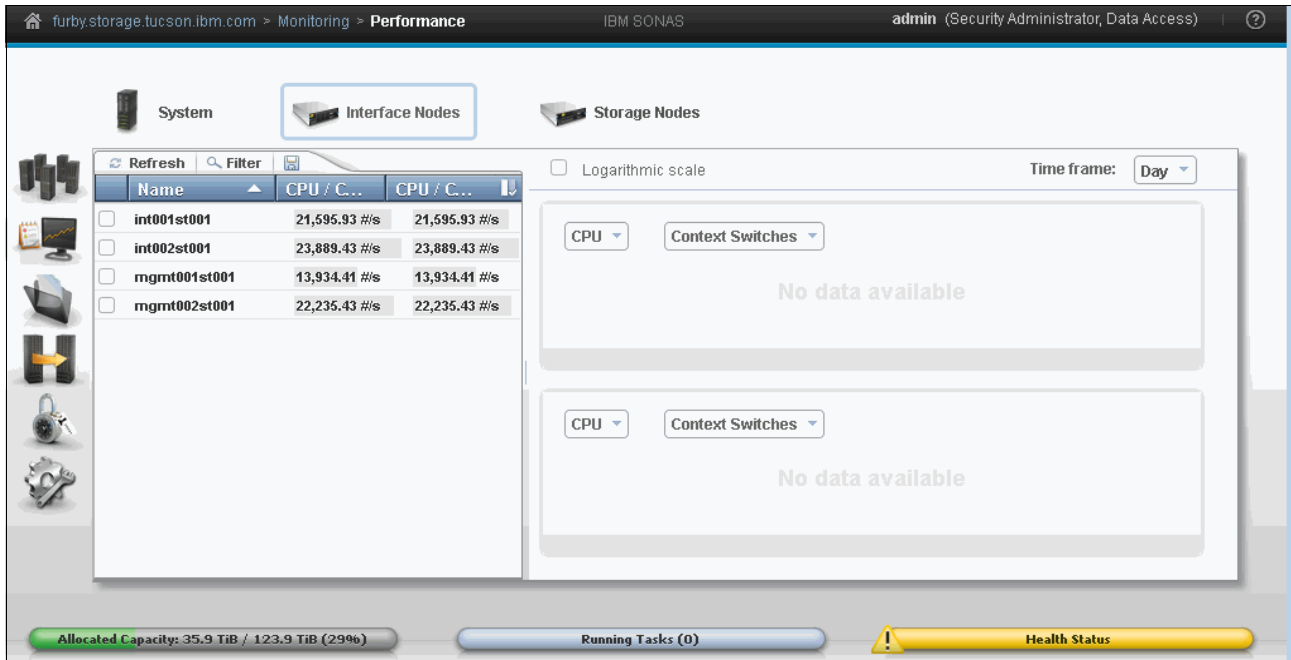 furby.storage.tucson.ibm.com > Monitoring > Performance IBM SONAS admin (Security Administrator, Data Access) | ?
System Interface Nodes Storage Nodes
Refresh Filter
Logarithmic scale Time frame: Day
Name CPU / C... CPU / C...
int001st001 21,595.93 #/s 21,595.93 #/s
int002st001 23,889.43 #/s 23,889.43 #/s
mgmt001st001 13,934.41 #/s 13,934.41 #/s
mgmt002st001 22,235.43 #/s 22,235.43 #/s
CPU Context Switches
No data available
CPU Context Switches
No data available
Allocated Capacity: 35.9 TiB / 123.9 TiB (29%) Running Tasks (0) Health Status